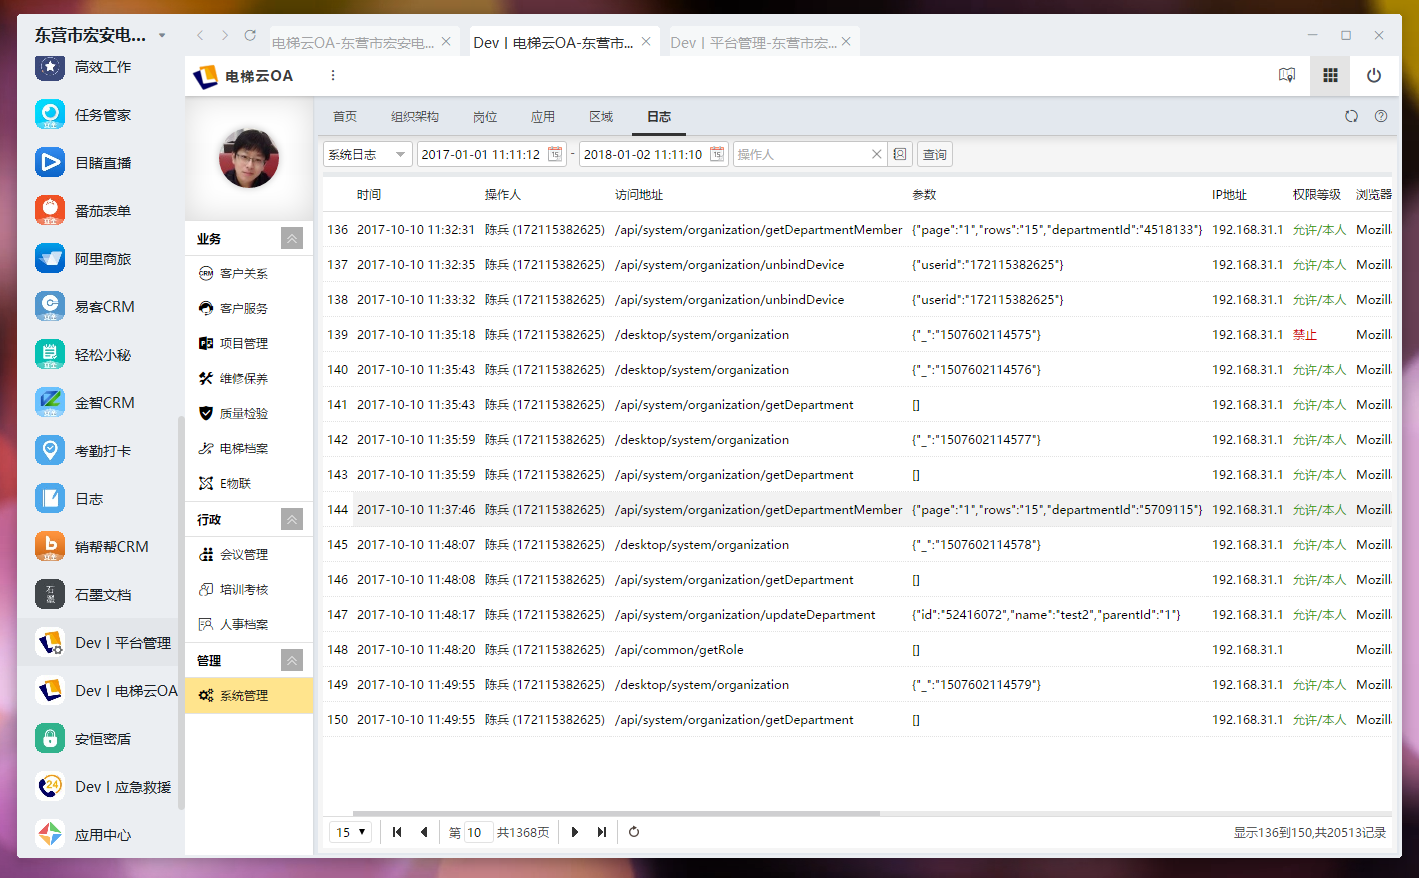 东营市宏安电...
电梯云OA-东营市宏安电...
Dev丨电梯云OA-东营市...
Dev丨平台管理-东营市宏...
高效工作
任务管家
目睹直播
番茄表单
阿里商旅
易客CRM
轻松小秘
金智CRM
考勤打卡
日志
销帮帮CRM
石墨文档
Dev丨平台管理
Dev丨电梯云OA
安恒密盾
Dev丨应急救援
应用中心
电梯云OA
业务
客户关系
客户服务
项目管理
维修保养
质量检验
电梯档案
E物联
行政
会议管理
培训考核
人事档案
管理
系统管理
首页 组织架构 岗位 应用 区域 日志
系统日志 2017-01-01 11:11:12 - 2018-01-02 11:11:10 操作人 查询
时间 操作人 访问地址 参数 IP地址 权限等级 浏览器
136 2017-10-10 11:32:31 陈兵 (172115382625) /api/system/organization/getDepartmentMember {"page":"1","rows":"15","departmentId":"4518133"} 192.168.31.1 允许/本人 Mozill
137 2017-10-10 11:32:35 陈兵 (172115382625) /api/system/organization/unbindDevice {"userid":"172115382625"} 192.168.31.1 允许/本人 Mozill
138 2017-10-10 11:33:32 陈兵 (172115382625) /api/system/organization/unbindDevice {"userid":"172115382625"} 192.168.31.1 允许/本人 Mozill
139 2017-10-10 11:35:18 陈兵 (172115382625) /desktop/system/organization {"_":"1507602114575"} 192.168.31.1 禁止 Mozill
140 2017-10-10 11:35:43 陈兵 (172115382625) /desktop/system/organization {"_":"1507602114576"} 192.168.31.1 允许/本人 Mozill
141 2017-10-10 11:35:43 陈兵 (172115382625) /api/system/organization/getDepartment [] 192.168.31.1 允许/本人 Mozill
142 2017-10-10 11:35:59 陈兵 (172115382625) /desktop/system/organization {"_":"1507602114577"} 192.168.31.1 允许/本人 Mozill
143 2017-10-10 11:35:59 陈兵 (172115382625) /api/system/organization/getDepartment [] 192.168.31.1 允许/本人 Mozill
144 2017-10-10 11:37:46 陈兵 (172115382625) /api/system/organization/getDepartmentMember {"page":"1","rows":"15","departmentId":"5709115"} 192.168.31.1 允许/本人 Mozill
145 2017-10-10 11:48:07 陈兵 (172115382625) /desktop/system/organization {"_":"1507602114578"} 192.168.31.1 允许/本人 Mozill
146 2017-10-10 11:48:08 陈兵 (172115382625) /api/system/organization/getDepartment [] 192.168.31.1 允许/本人 Mozill
147 2017-10-10 11:48:17 陈兵 (172115382625) /api/system/organization/updateDepartment {"id":"52416072","name":"test2","parentId":"1"} 192.168.31.1 允许/本人 Mozill
148 2017-10-10 11:48:20 陈兵 (172115382625) /api/common/getRole [] 192.168.31.1 Mozill
149 2017-10-10 11:49:55 陈兵 (172115382625) /desktop/system/organization {"_":"1507602114579"} 192.168.31.1 允许/本人 Mozill
150 2017-10-10 11:49:55 陈兵 (172115382625) /api/system/organization/getDepartment [] 192.168.31.1 允许/本人 Mozill
15 第 10 共1368页 显示136到150,共20513记录